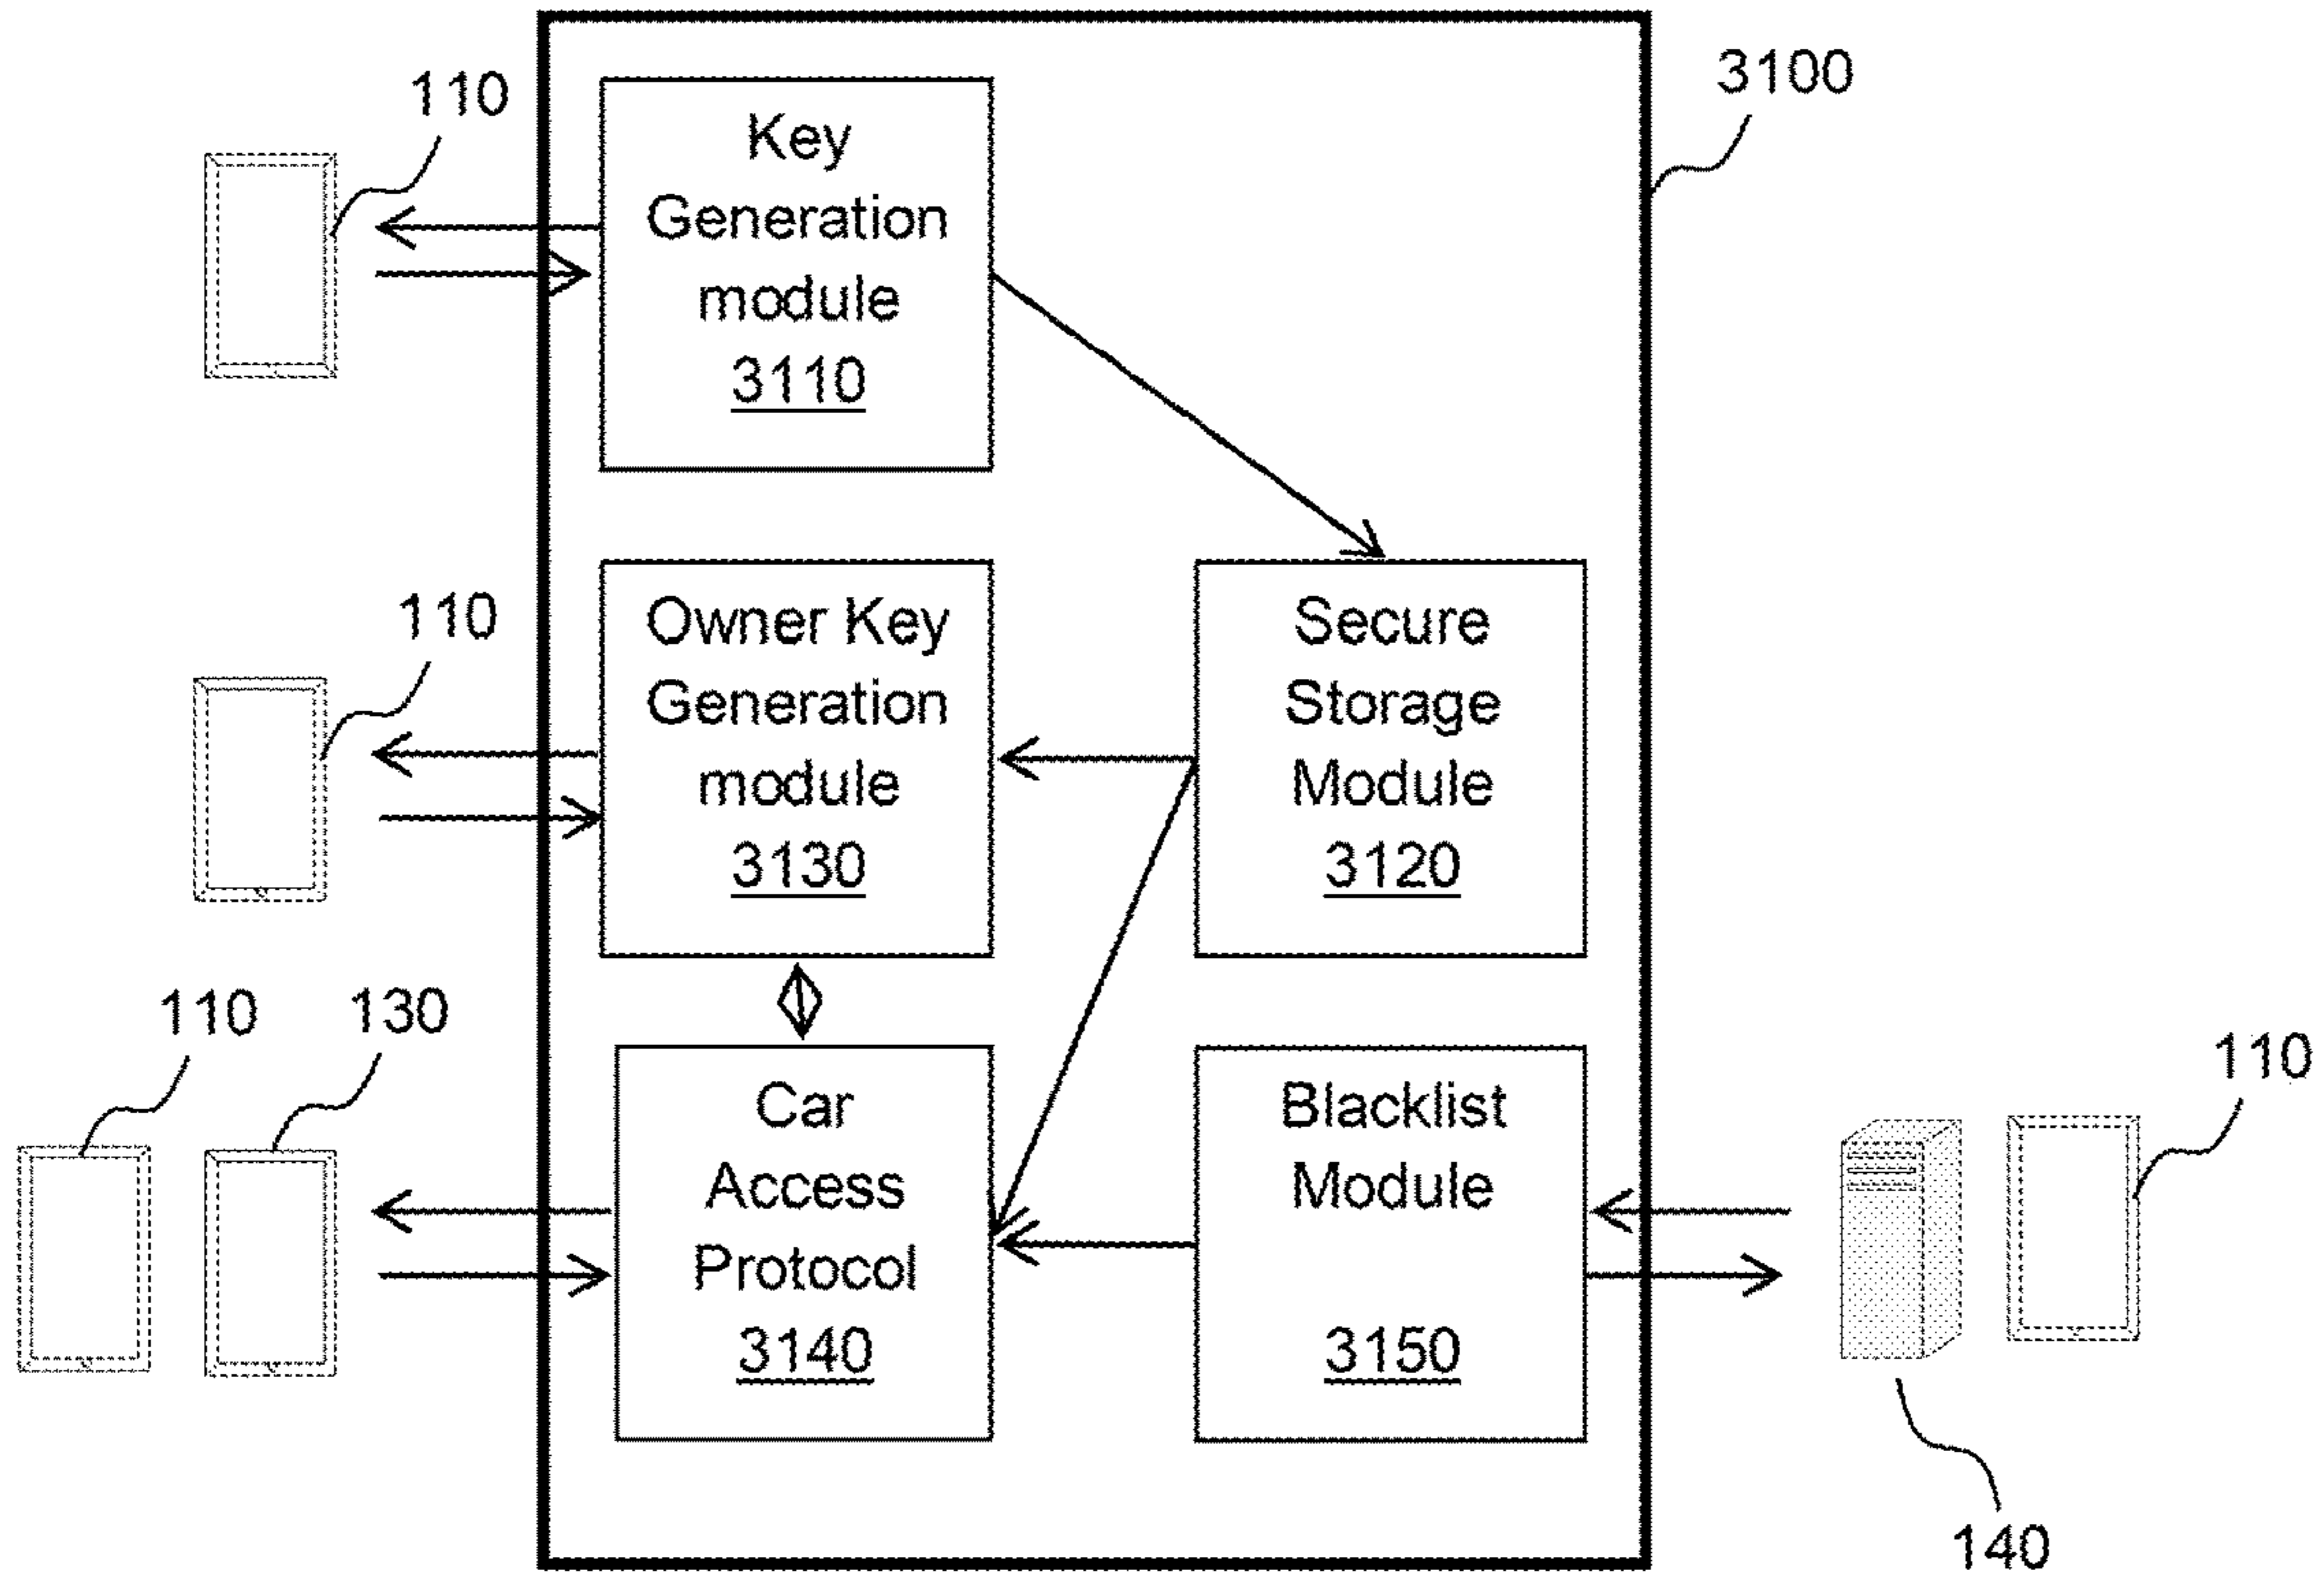 110
3100
Key
Generation
module
3110
110
Owner Key
Generation
module
3130
Secure
Storage
Module
3120
110
130
Car
Access
Protocol
3140
Blacklist
Module
3150
110
140